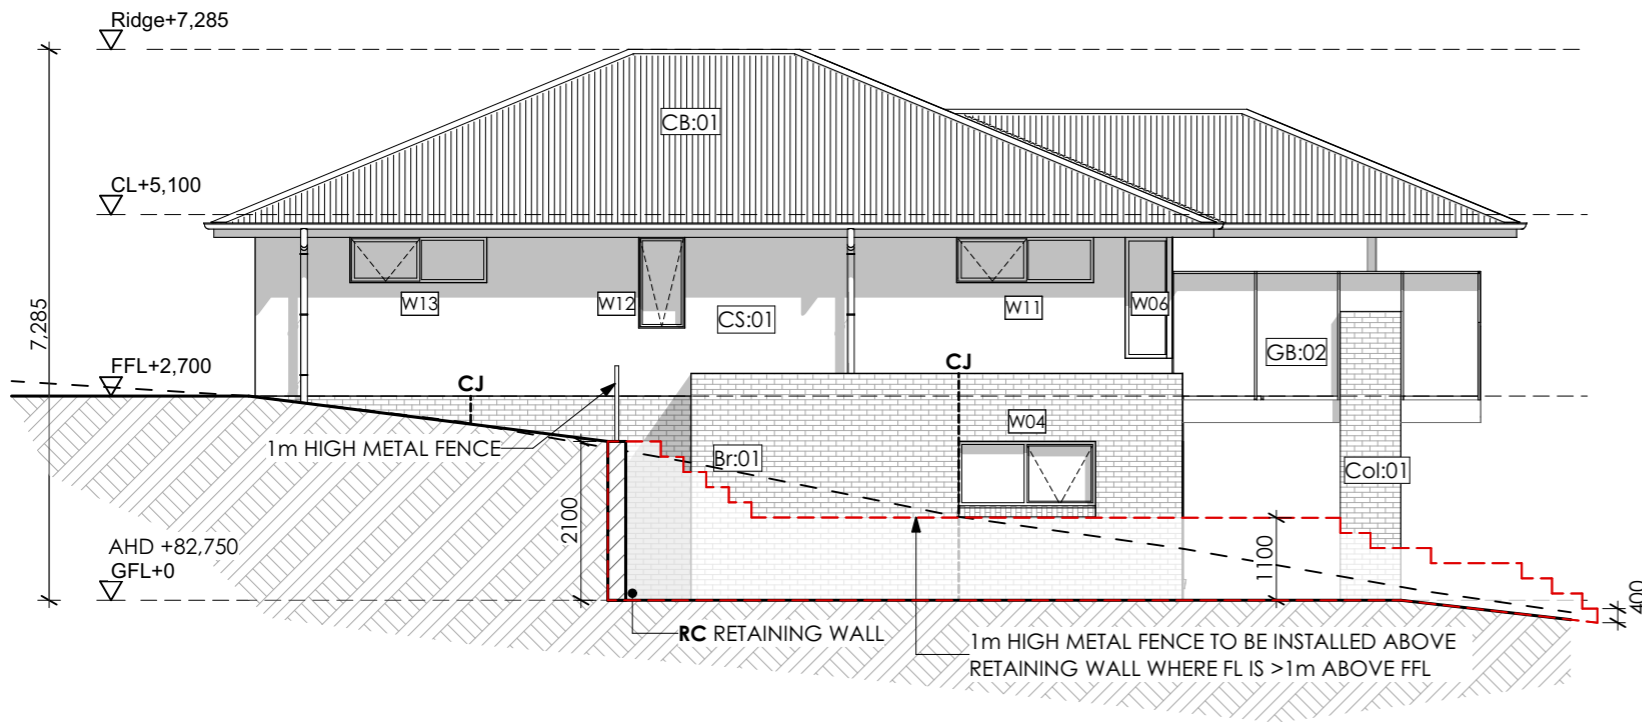 Ridge+7,285
CB:01
CL+5,100
7,285
W13
W12
CS:01
W11
W06
GB:02
FFL+2,700
CJ
CJ
W04
1m HIGH METAL FENCE
Br:01
Col:01
2100
1100
AHD +82,750
GFL+0
400
RC RETAINING WALL
1m HIGH METAL FENCE TO BE INSTALLED ABOVE
RETAINING WALL WHERE FL IS >1m ABOVE FFL